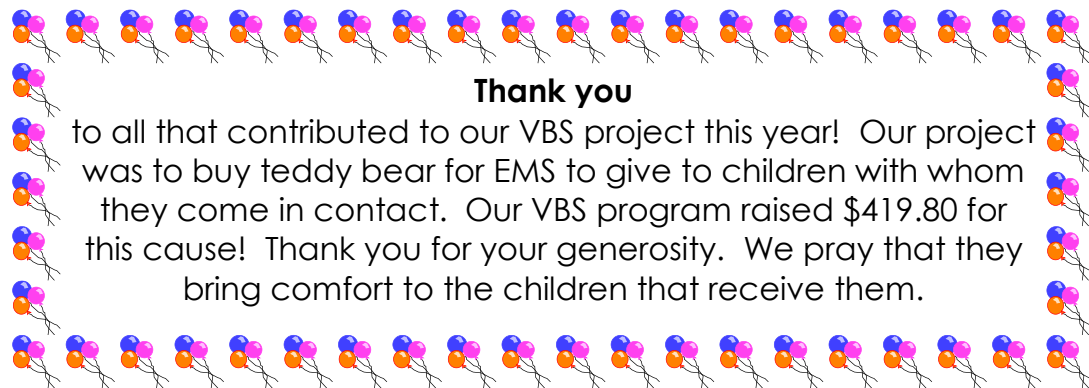 Thank you
to all that contributed to our VBS project this year!  Our project
was to buy teddy bear for EMS to give to children with whom
they come in contact.  Our VBS program raised $419.80 for
this cause!  Thank you for your generosity.  We pray that they
bring comfort to the children that receive them.